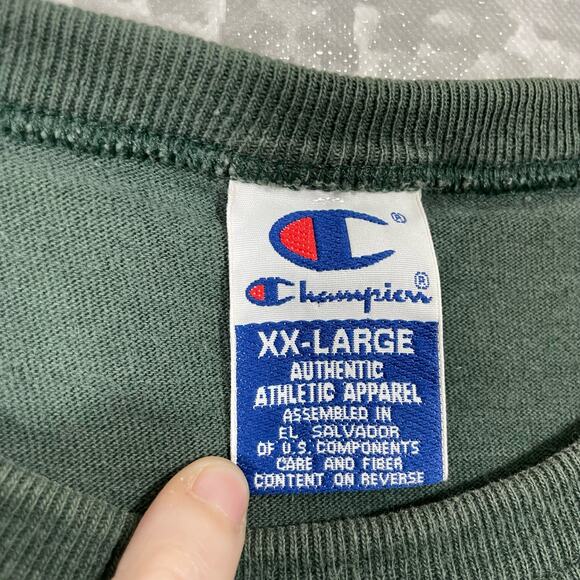 ®
Champion®
XX-LARGE
AUTHENTIC
ATHLETIC APPAREL
ASSEMBLED IN
EL SALVADOR
OF U.S. COMPONENTS
CARE AND FIBER
CONTENT ON REVERSE